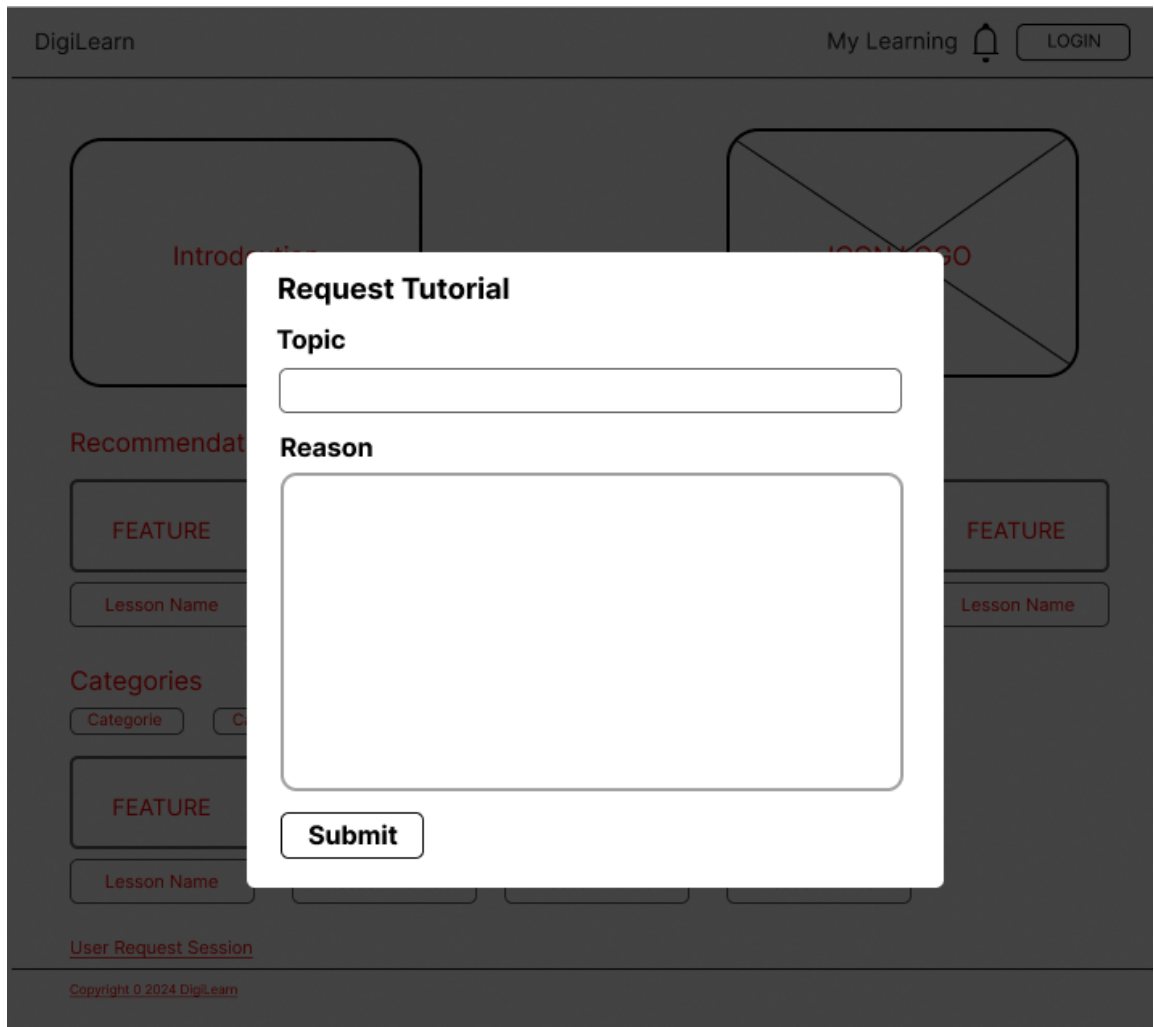 DigiLearn
My Learning
LOGIN
Request Tutorial
Topic
Reason
Submit
Recommendat
FEATURE
FEATURE
Lesson Name
Lesson Name
Categories
Categorie
FEATURE
Lesson Name
User Request Session
Copyright 0 2024 DigiLearn